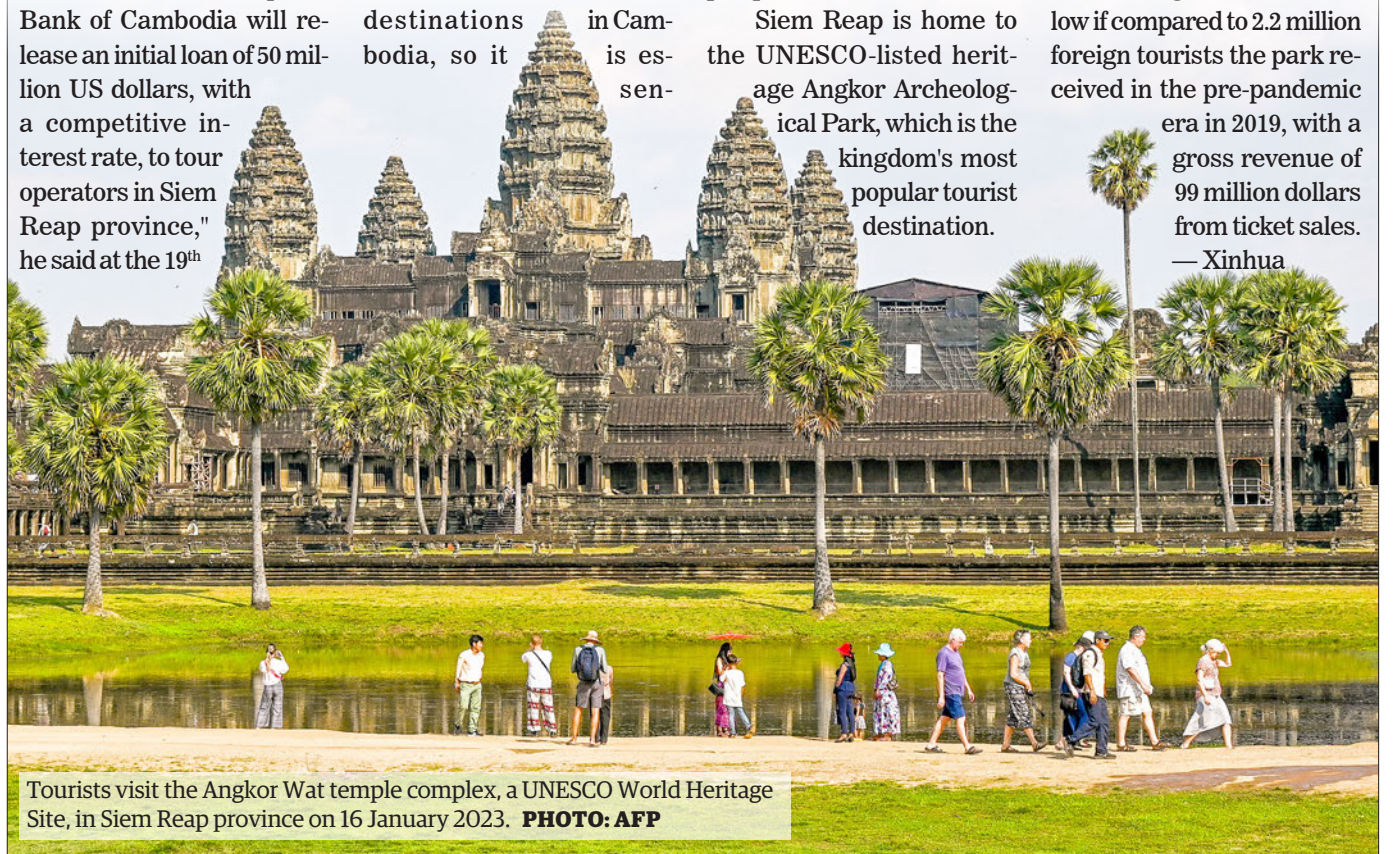 Bank of Cambodia will re-
lease an initial loan of 50 mil-
lion US dollars, with
a competitive in-
terest rate, to tour
operators in Siem
Reap province,"
he said at the 19th
destinations in Cam-
bodia, so it is es-
sen-
Siem Reap is home to
the UNESCO-listed herit-
age Angkor Archeolog-
ical Park, which is the
kingdom's most
popular tourist
destination.
low if compared to 2.2 million
foreign tourists the park re-
ceived in the pre-pandemic
era in 2019, with a
gross revenue of
99 million dollars
from ticket sales.
— Xinhua
Tourists visit the Angkor Wat temple complex, a UNESCO World Heritage
Site, in Siem Reap province on 16 January 2023. PHOTO: AFP